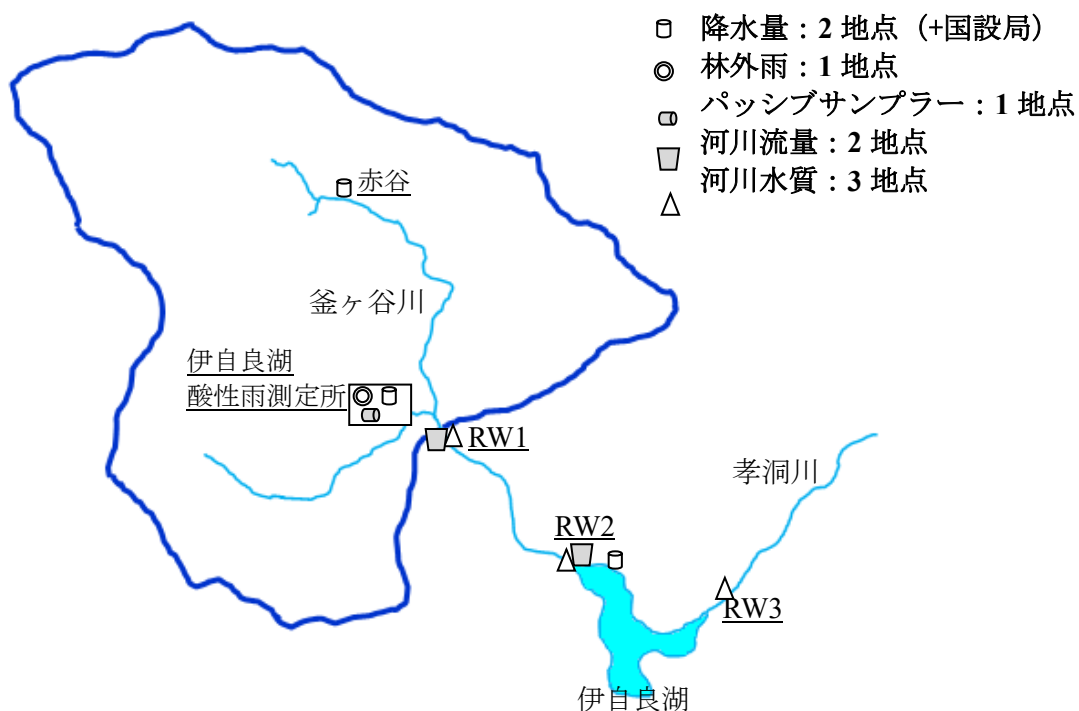 降水量：2 地点（+国設局）
林外雨：1 地点
パッシブサンプラー：1 地点
河川流量：2 地点
河川水質：3 地点
赤谷
釜ヶ谷川
伊自良湖
酸性雨測定所
RW1
孝洞川
RW2
RW3
伊自良湖